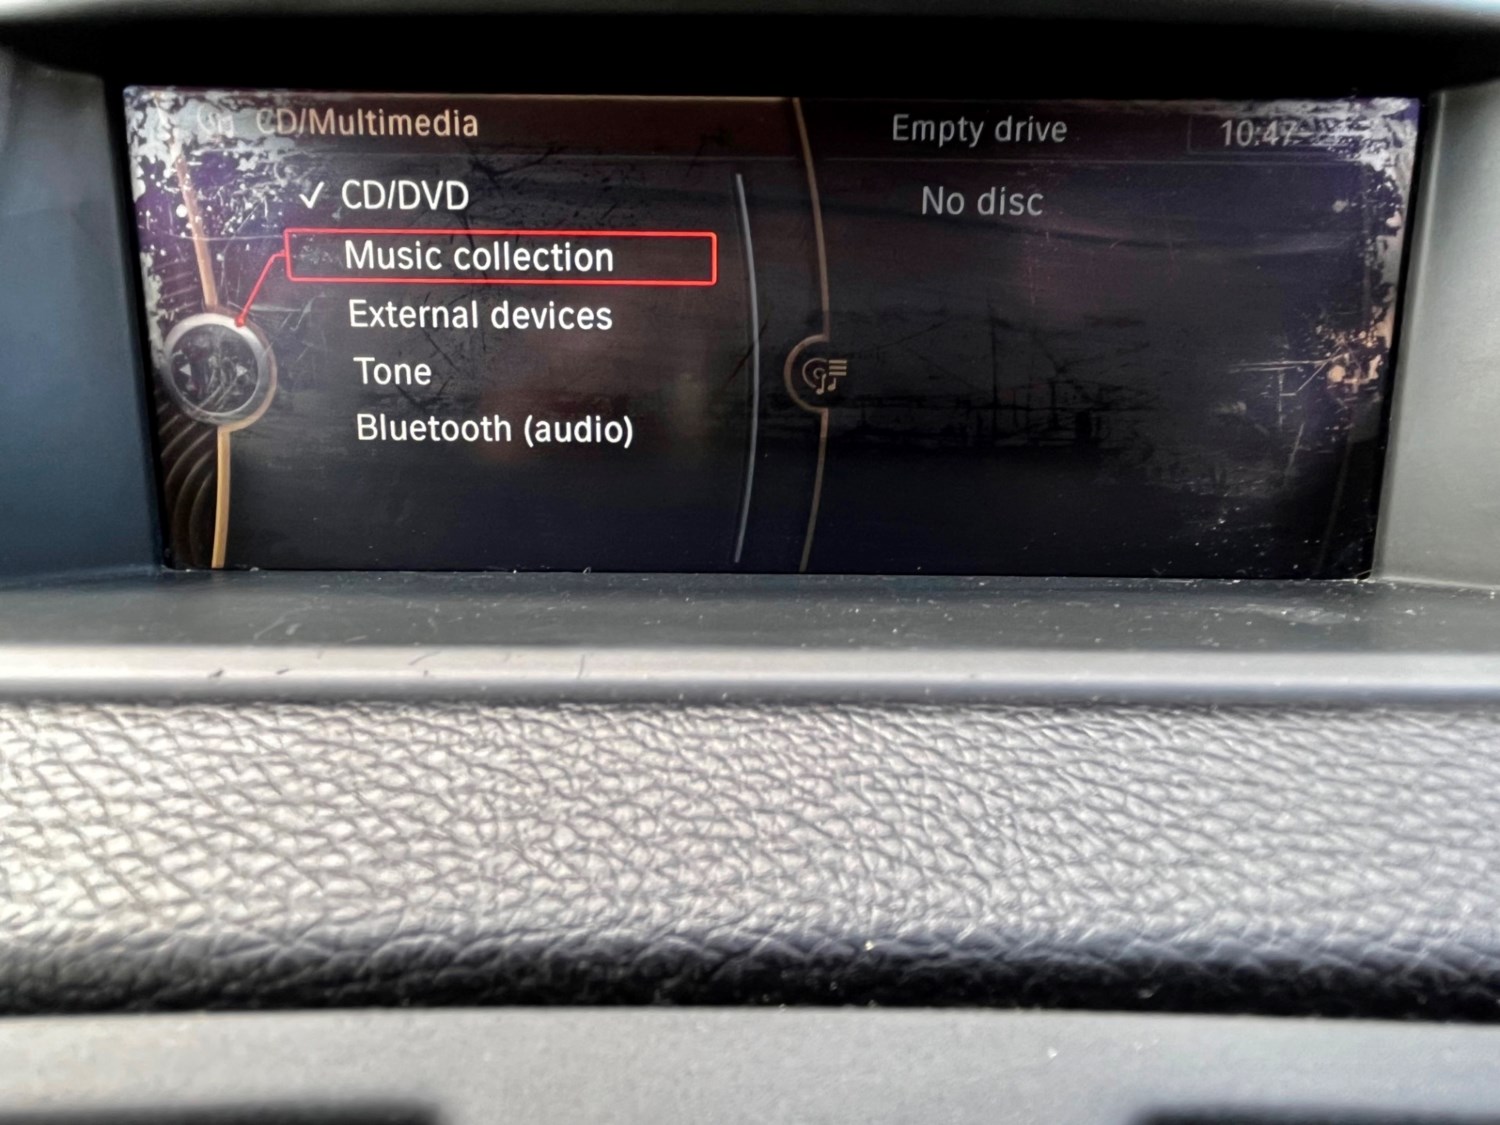 CD/Multimedia
Empty drive
10:47
✓ CD/DVD
No disc
Music collection
External devices
Tone
Bluetooth (audio)